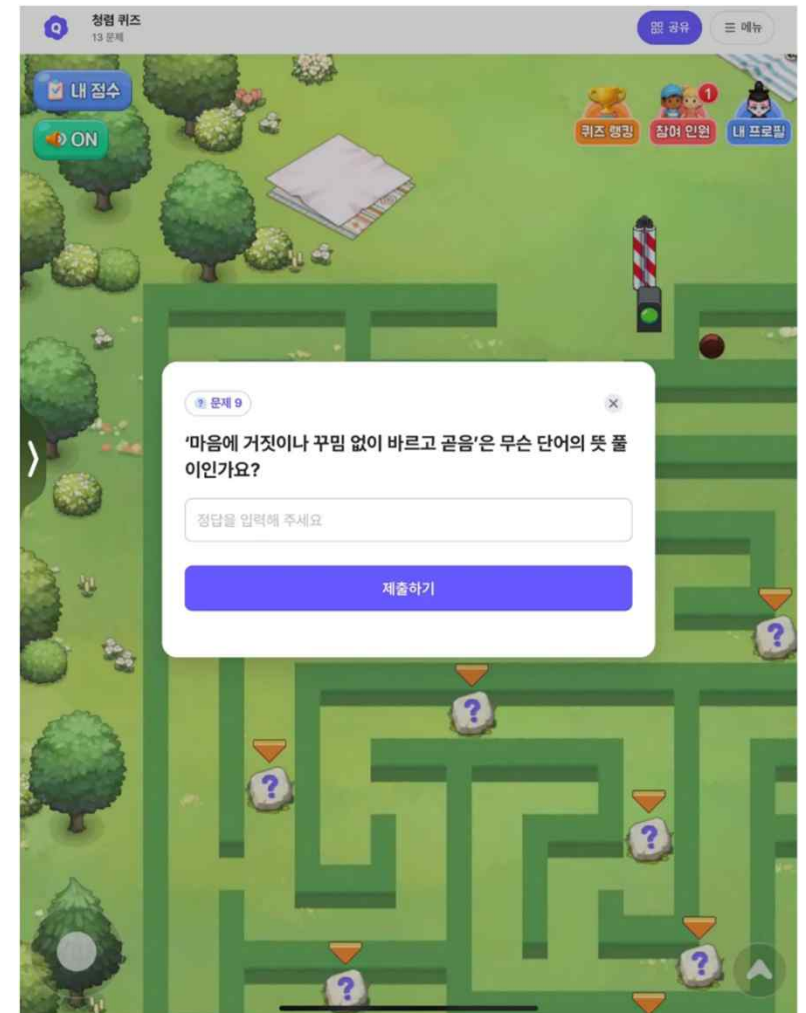 청렴 퀴즈
13 문제
공유
메뉴
내 점수
ON
퀴즈 랭킹
1
참여 인원
내 프로필
? 문제 9
‘마음에 거짓이나 꾸밈 없이 바르고 곧음’은 무슨 단어의 뜻 풀
이인가요?
정답을 입력해 주세요
제출하기
?
?
?
?
?
?